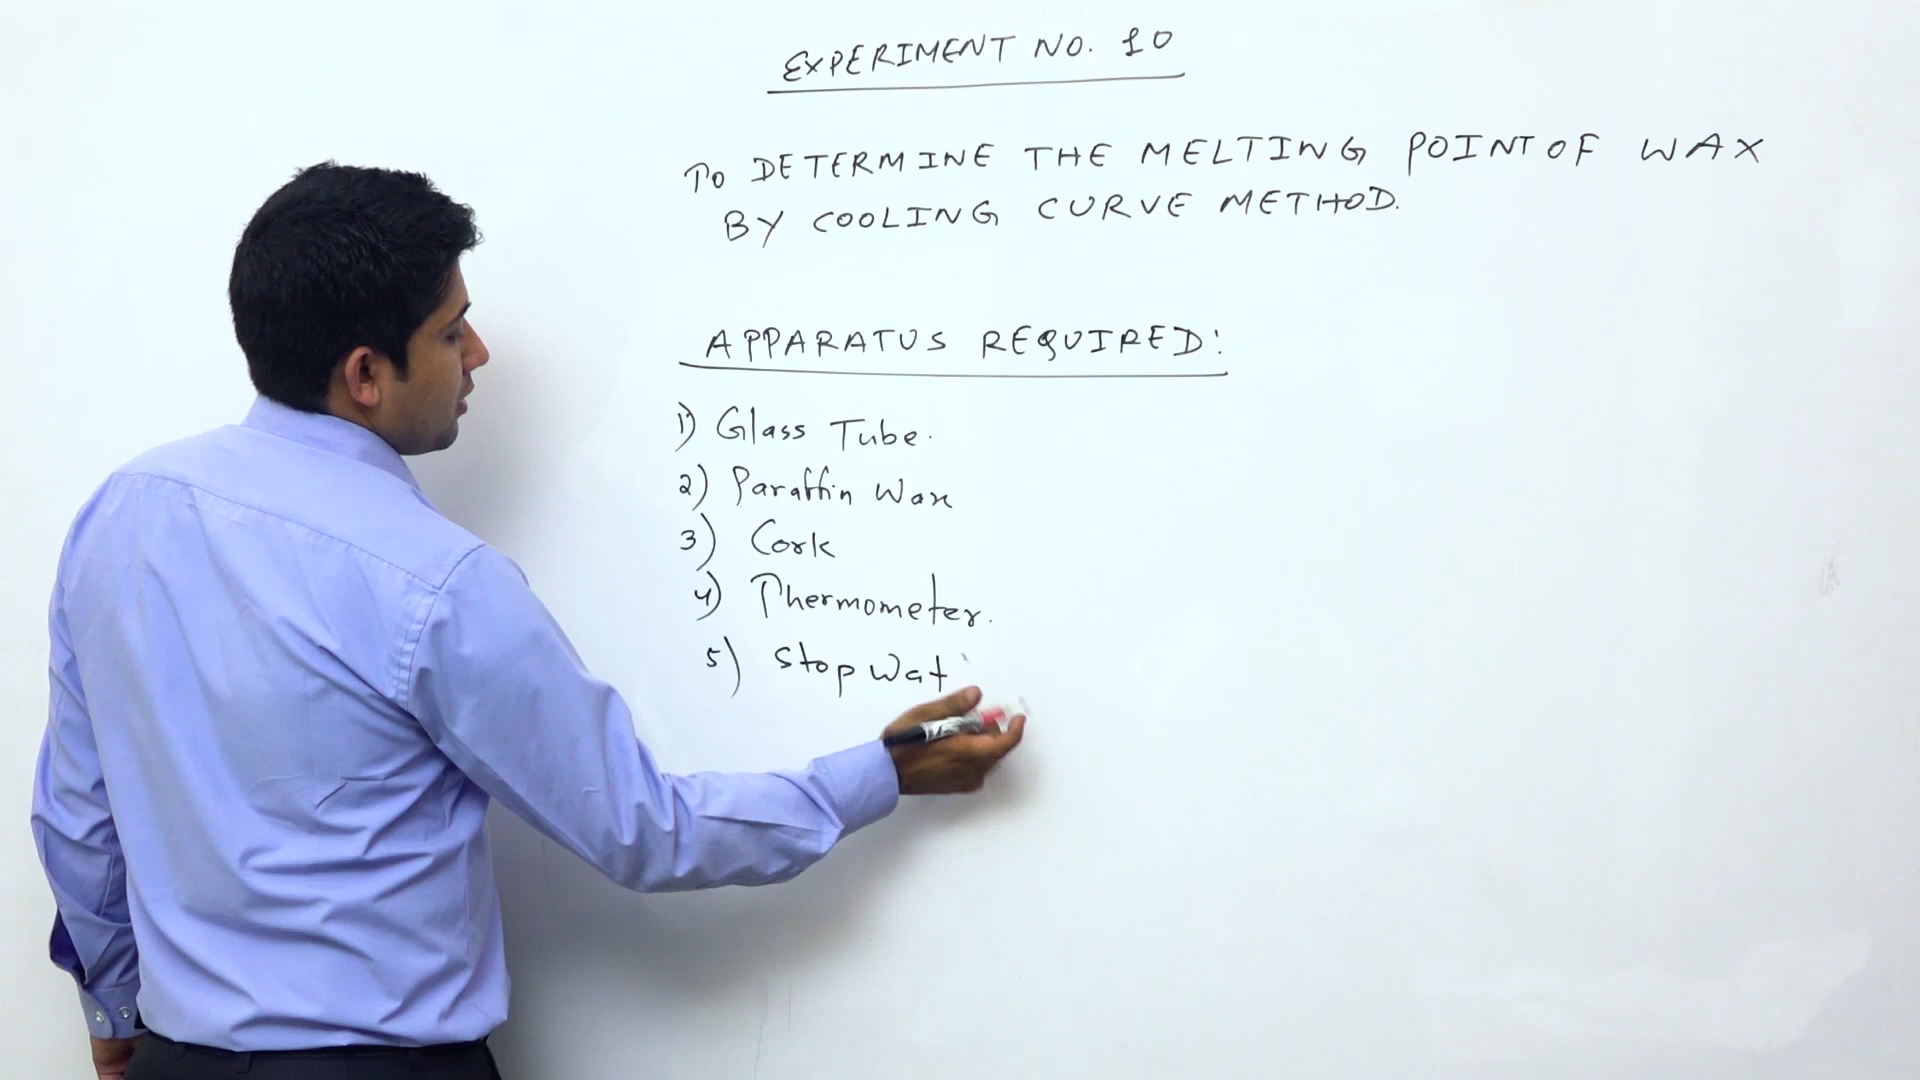 EXPERIMENT NO. 10
TO DETERMINE THE MELTING POINT OF WAX
BY COOLING CURVE METHOD.
APPARATUS REQUIRED:
1) Glass Tube.
2) Paraffin Wax
3) Cork
4) Thermometer.
5) Stop Wat